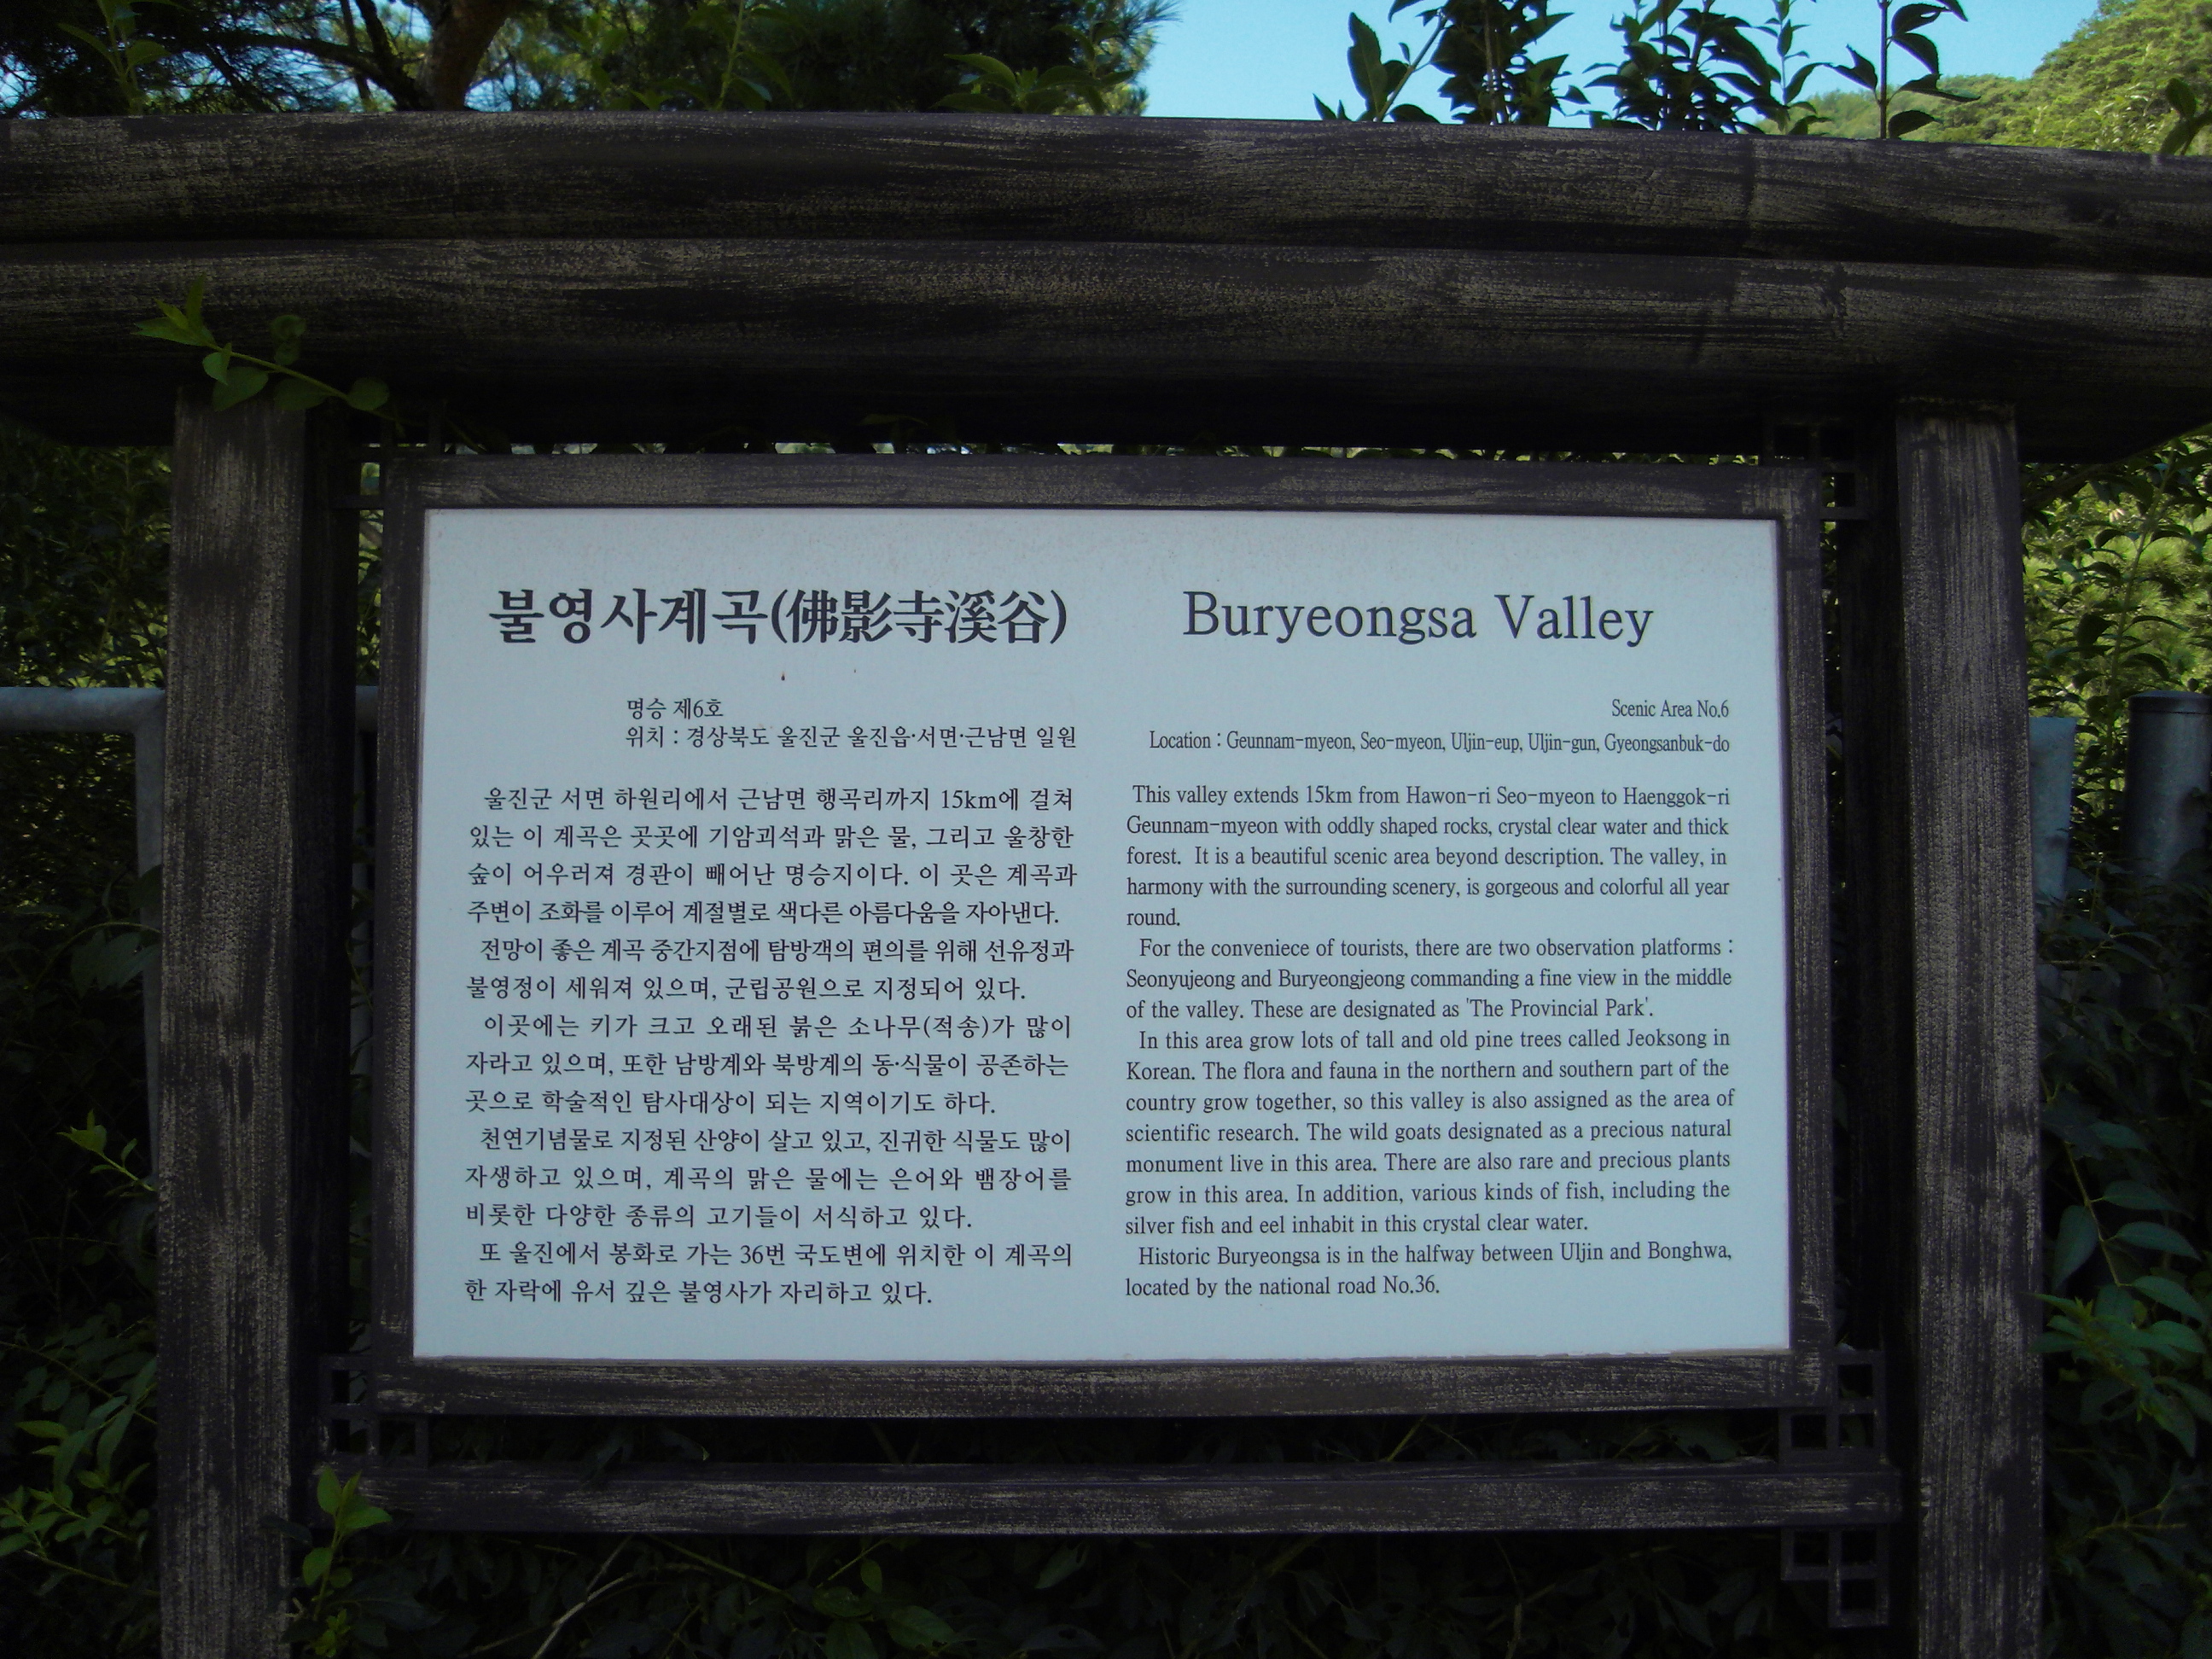 불영사계곡(佛影寺溪谷)
명승 제6호
위치 : 경상북도 울진군 울진읍·서면·근남면 일원
울진군 서면 하원리에서 근남면 행곡리까지 15km에 걸쳐
있는 이 계곡은 곳곳에 기암괴석과 맑은 물, 그리고 울창한
숲이 어우러져 경관이 빼어난 명승지이다. 이 곳은 계곡과
주변이 조화를 이루어 계절별로 색다른 아름다움을 자아낸다.
전망이 좋은 계곡 중간지점에 탐방객의 편의를 위해 선유정과
불영정이 세워져 있으며, 군립공원으로 지정되어 있다.
이곳에는 키가 크고 오래된 붉은 소나무(적송)가 많이
자라고 있으며, 또한 남방계와 북방계의 동·식물이 공존하는
곳으로 학술적인 탐사대상이 되는 지역이기도 하다.
천연기념물로 지정된 산양이 살고 있고, 진귀한 식물도 많이
자생하고 있으며, 계곡의 맑은 물에는 은어와 뱀장어를
비롯한 다양한 종류의 고기들이 서식하고 있다.
또 울진에서 봉화로 가는 36번 국도변에 위치한 이 계곡의
한 자락에 유서 깊은 불영사가 자리하고 있다.
Buryeongsa Valley
Scenic Area No.6
Location : Geunnam-myeon, Seo-myeon, Uljin-eup, Uljin-gun, Gyeongsanbuk-do
This valley extends 15km from Hawon-ri Seo-myeon to Haenggok-ri
Geunnam-myeon with oddly shaped rocks, crystal clear water and thick
forest. It is a beautiful scenic area beyond description. The valley, in
harmony with the surrounding scenery, is gorgeous and colorful all year
round.
For the conveniece of tourists, there are two observation platforms :
Seonyujeong and Buryeongjeong commanding a fine view in the middle
of the valley. These are designated as 'The Provincial Park'.
In this area grow lots of tall and old pine trees called Jeoksong in
Korean. The flora and fauna in the northern and southern part of the
country grow together, so this valley is also assigned as the area of
scientific research. The wild goats designated as a precious natural
monument live in this area. There are also rare and precious plants
grow in this area. In addition, various kinds of fish, including the
silver fish and eel inhabit in this crystal clear water.
Historic Buryeongsa is in the halfway between Uljin and Bonghwa,
located by the national road No.36.